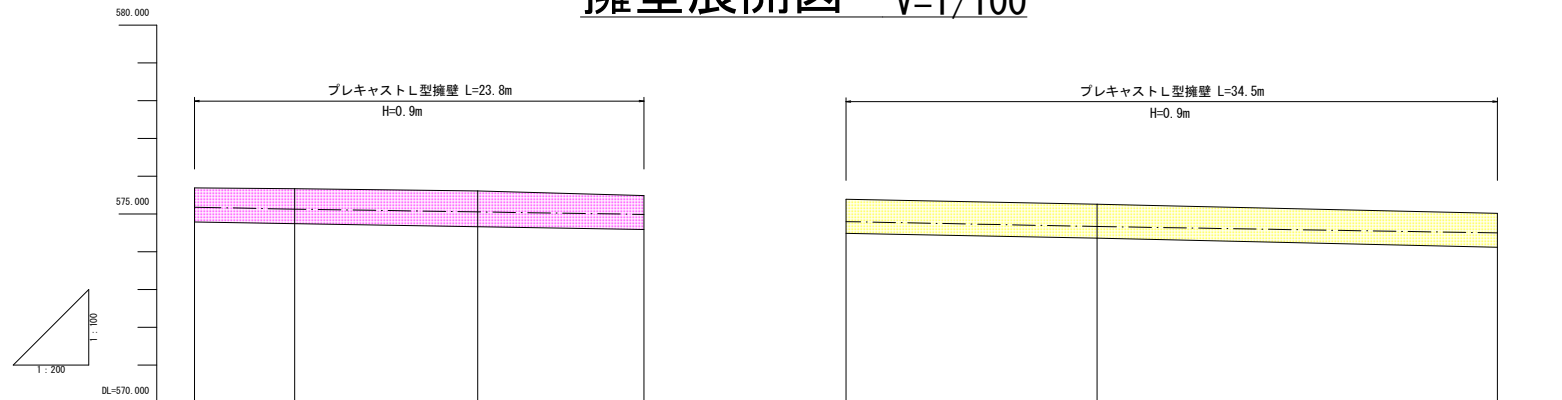 擁壁展開図 V=1/100
580.000
プレキャストL型擁壁 L=23.8m
H=0.9m
プレキャストL型擁壁 L=34.5m
H=0.9m
575.000
1:100
1:200
DL=570.000